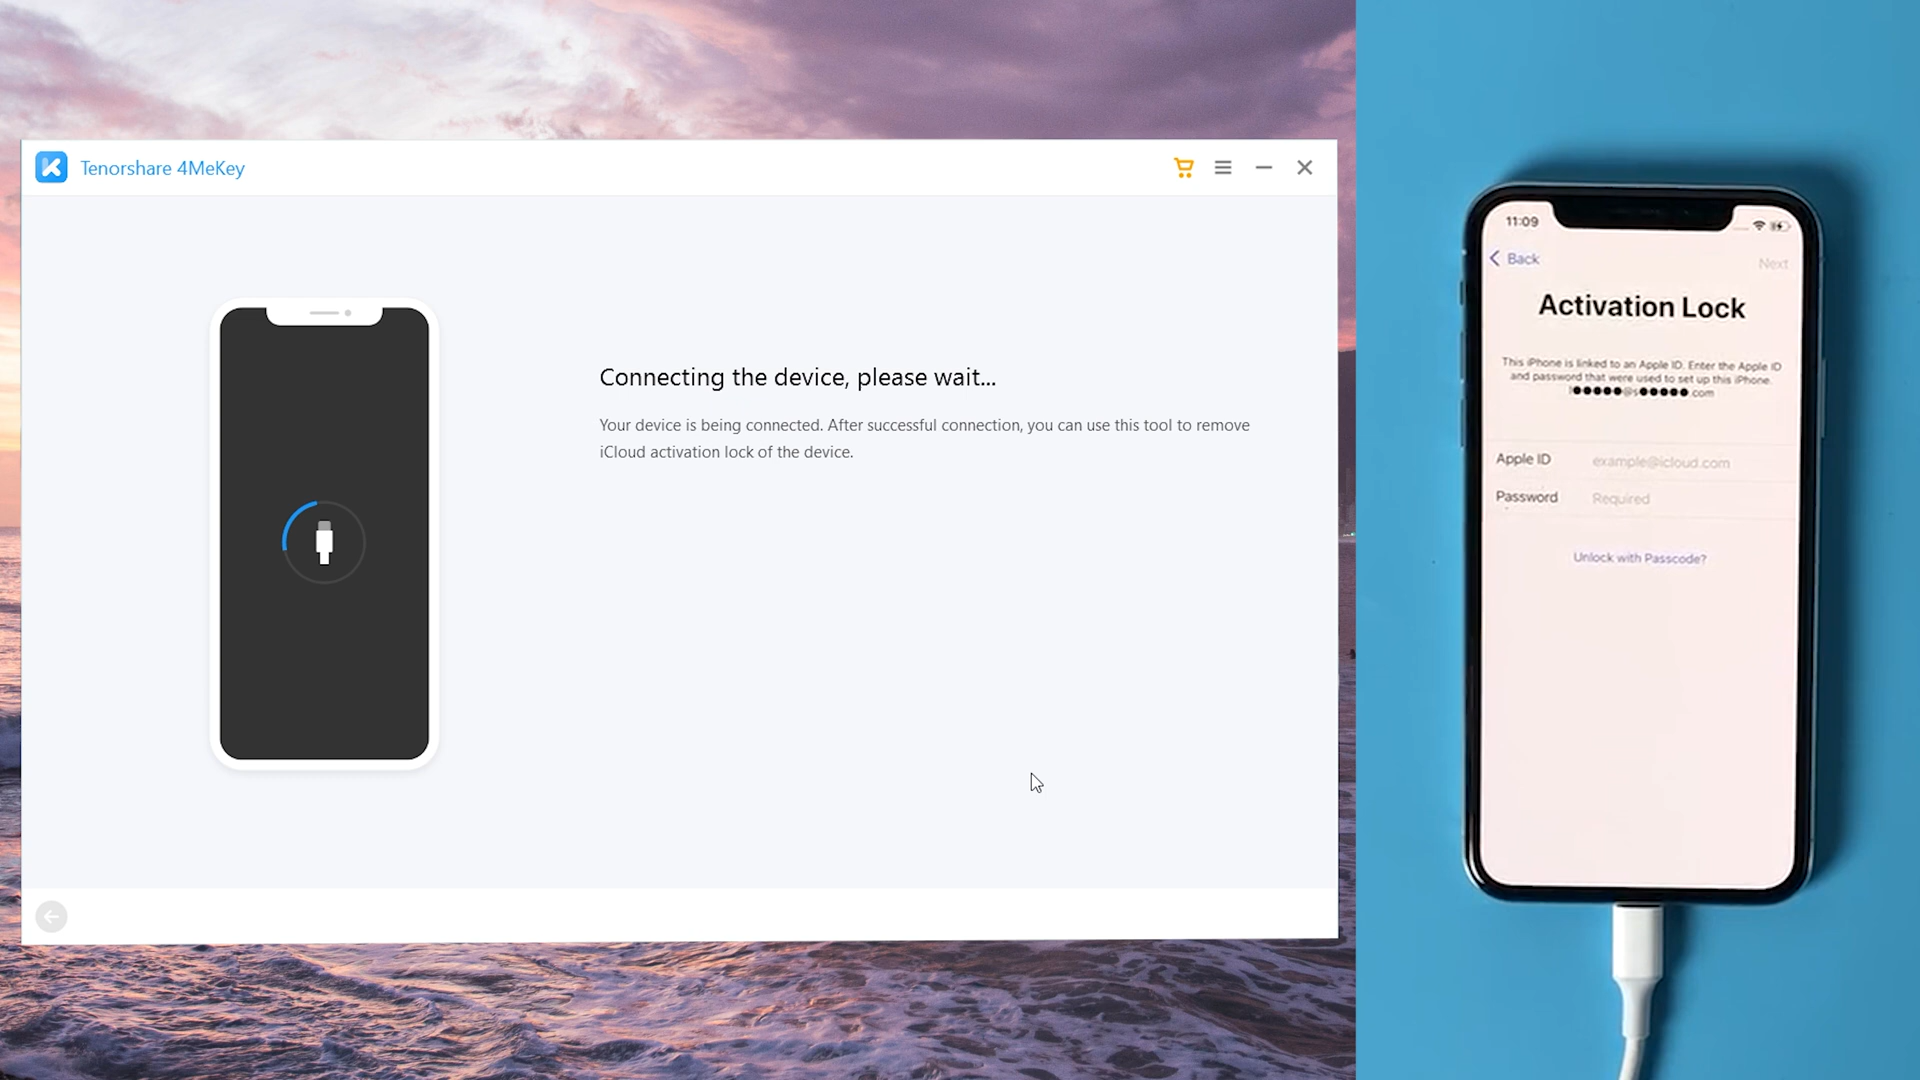 Tenorshare 4MeKey
Connecting the device, please wait...
Your device is being connected. After successful connection, you can use this tool to remove
iCloud activation lock of the device.
11:09
Back
Next
Activation Lock
This iPhone is linked to an Apple ID. Enter the Apple ID
and password that were used to set up this iPhone.
l●●●●●@s●●●●●.com
Apple ID example@icloud.com
Password Required
Unlock with Passcode?